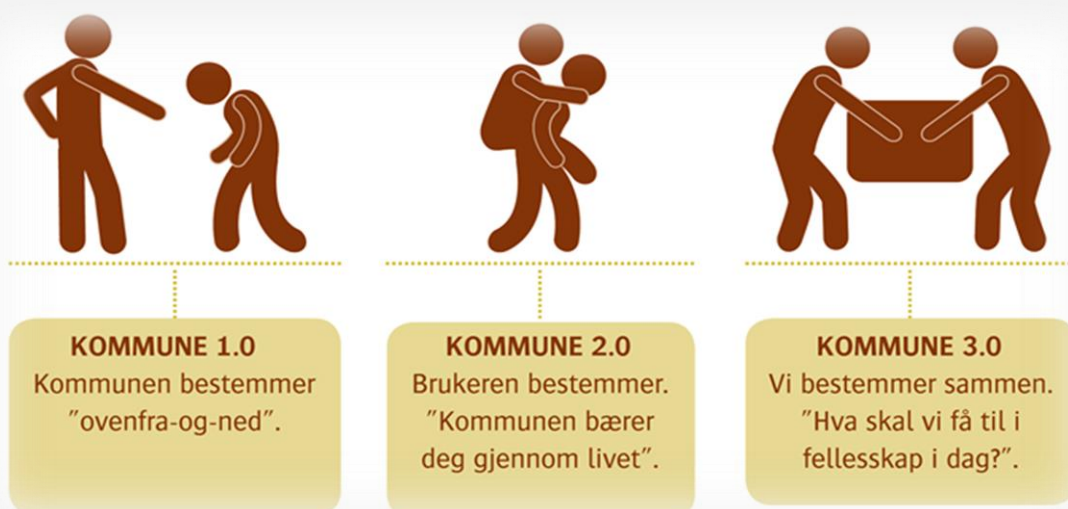 KOMMUNE 1.0
Kommunen bestemmer
”ovenfra-og-ned”.
KOMMUNE 2.0
Brukeren bestemmer.
”Kommunen bærer
deg gjennom livet”.
KOMMUNE 3.0
Vi bestemmer sammen.
”Hva skal vi få til i
fellesskap i dag?”.